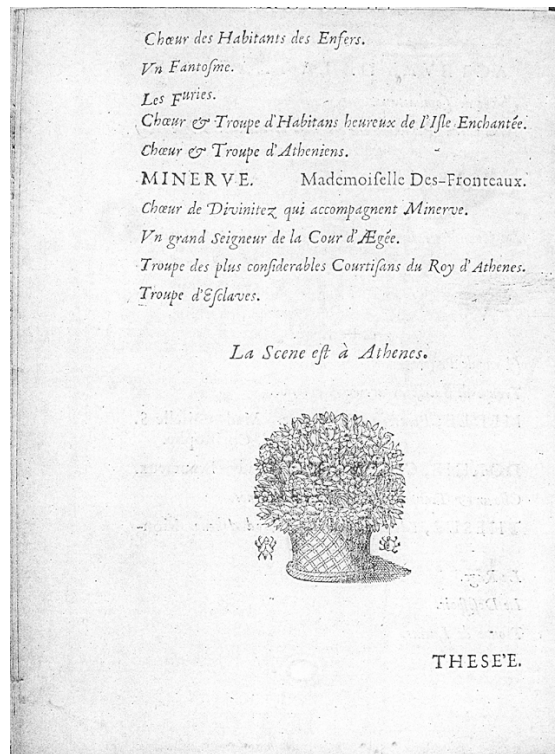 Chœur des Habitants des Enfers.
Vn Fantoſme.
Les Furies.
Chœur & Troupe d'Habitans heureux de l'Iſle Enchantée.
Chœur & Troupe d'Atheniens.
MINERVE. Mademoiſelle Des-Fronteaux.
Chœur de Divinitez qui accompagnent Minerve.
Vn grand Seigneur de la Cour d'Ægée.
Troupe des plus conſiderables Courtiſans du Roy d'Athenes.
Troupe d'Eſclaves.
La Scene eſt à Athenes.
THESE'E.